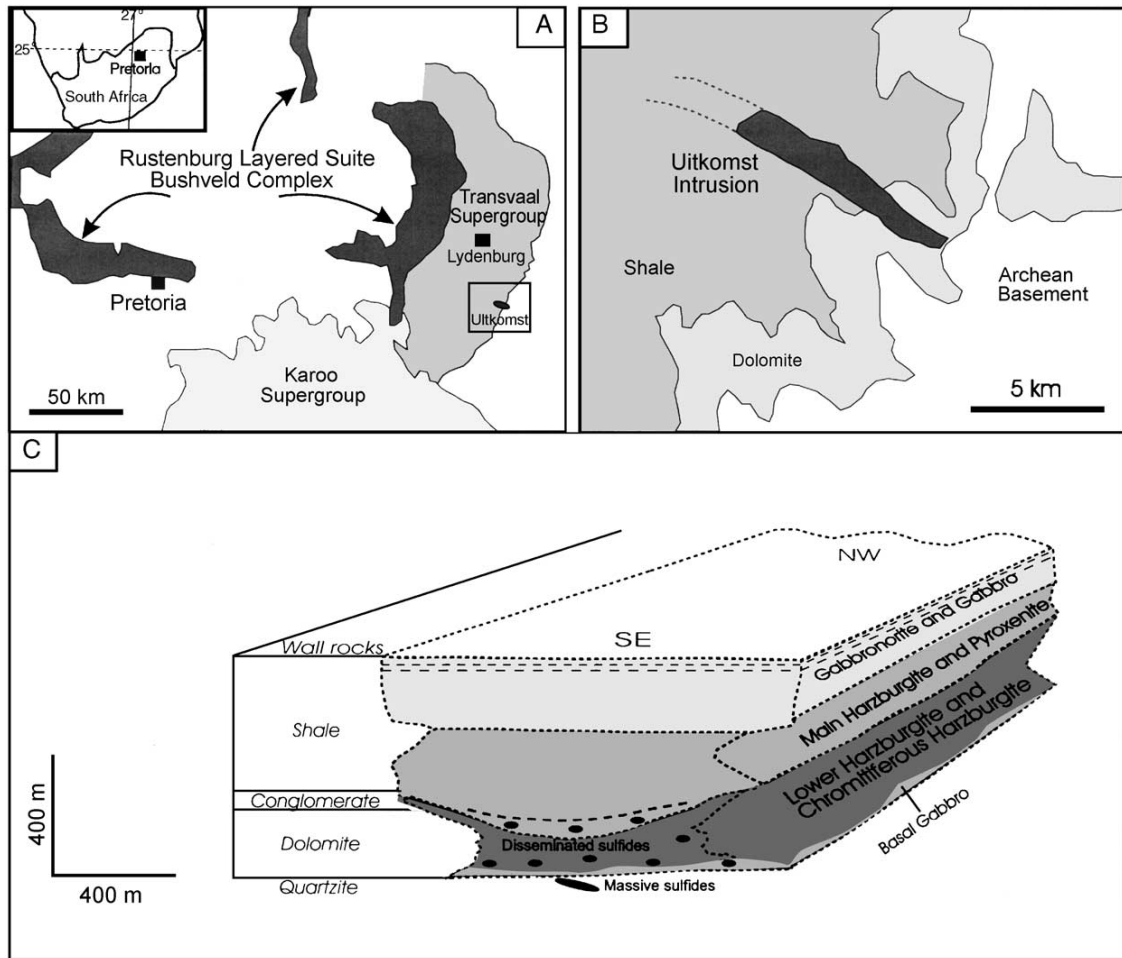 A
27°
25°
Pretoria
South Africa
Rustenburg Layered Suite
Bushveld Complex
Transvaal
Supergroup
Lydenburg
Uitkomst
Pretoria
Karoo
Supergroup
50 km
B
Uitkomst
Intrusion
Shale
Archean
Basement
Dolomite
5 km
C
NW
SE
Wall rocks
Gabbronorite and Gabbro
Main Harzburgite and Pyroxenite
Lower Harzburgite and
Chromitiferous Harzburgite
Basal Gabbro
Shale
Conglomerate
Dolomite
Quartzite
Disseminated sulfides
Massive sulfides
400 m
400 m